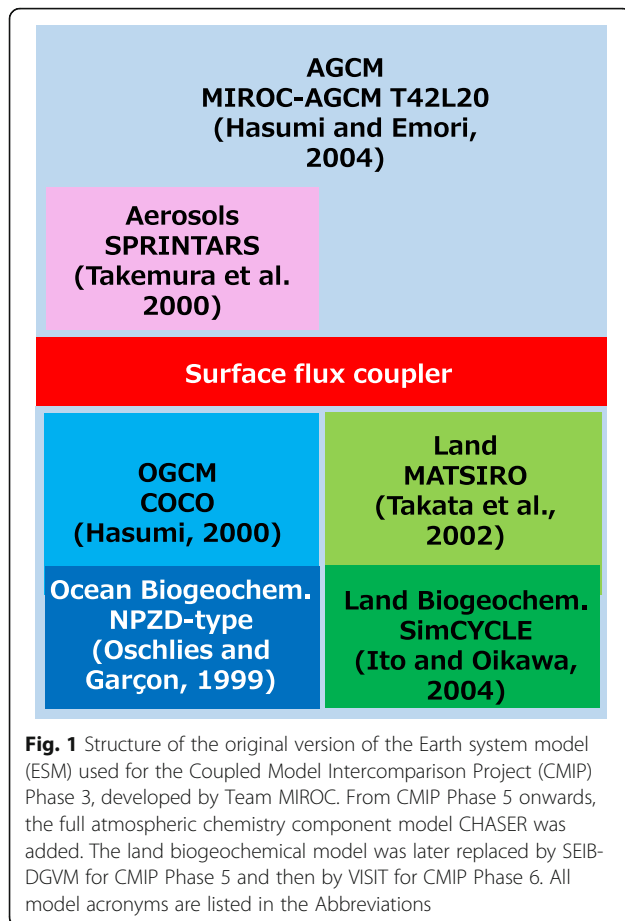 AGCM
MIROC-AGCM T42L20
(Hasumi and Emori,
2004)
Aerosols
SPRINTARS
(Takemura et al.
2000)
Surface flux coupler
OGCM
COCO
(Hasumi, 2000)
Land
MATSIRO
(Takata et al.,
2002)
Ocean Biogeochem.
NPZD-type
(Oschlies and
Garçon, 1999)
Land Biogeochem.
SimCYCLE
(Ito and Oikawa,
2004)
Fig. 1 Structure of the original version of the Earth system model
(ESM) used for the Coupled Model Intercomparison Project (CMIP)
Phase 3, developed by Team MIROC. From CMIP Phase 5 onwards,
the full atmospheric chemistry component model CHASER was
added. The land biogeochemical model was later replaced by SEIB-
DGVM for CMIP Phase 5 and then by VISIT for CMIP Phase 6. All
model acronyms are listed in the Abbreviations